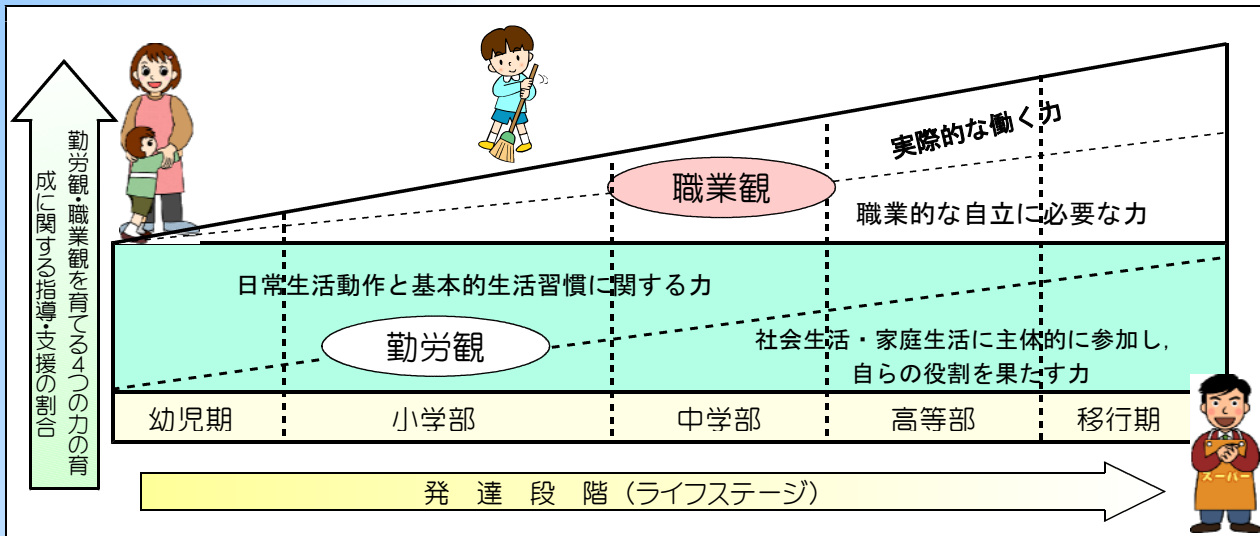 勤労観・職業観を育てる4つの力の育
成に関する指導・支援の割合
実際的な働く力
職業観
職業的な自立に必要な力
日常生活動作と基本的生活習慣に関する力
勤労観
社会生活・家庭生活に主体的に参加し,
自らの役割を果たす力
幼児期
小学部
中学部
高等部
移行期
スーパー
発達段階(ライフステージ)